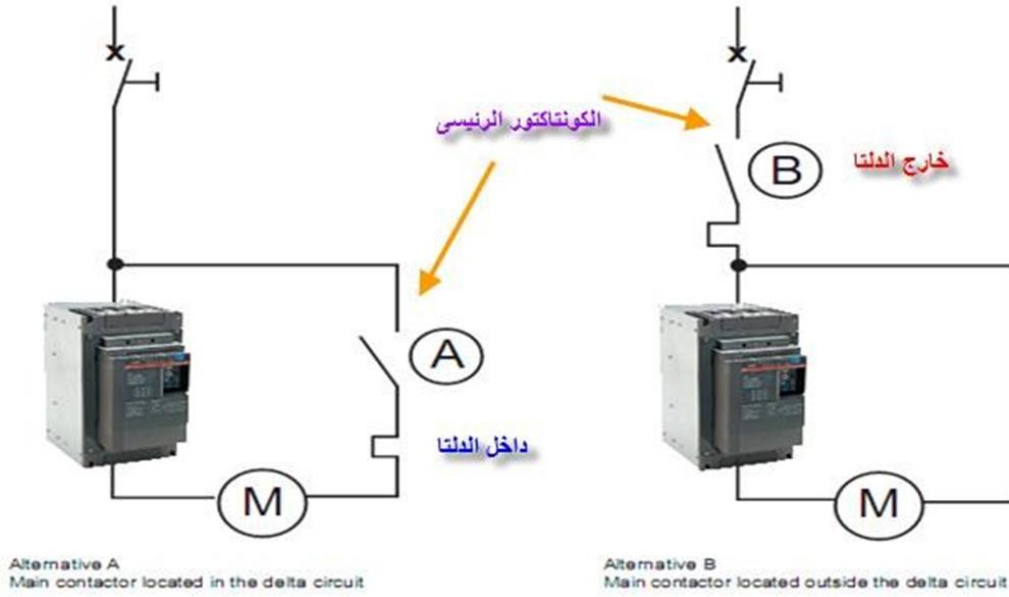 الكونتاكتور الرئيسى
B
خارج الدلتا
A
داخل الدلتا
M
M
Alternative A
Main contactor located in the delta circuit
Alternative B
Main contactor located outside the delta circuit